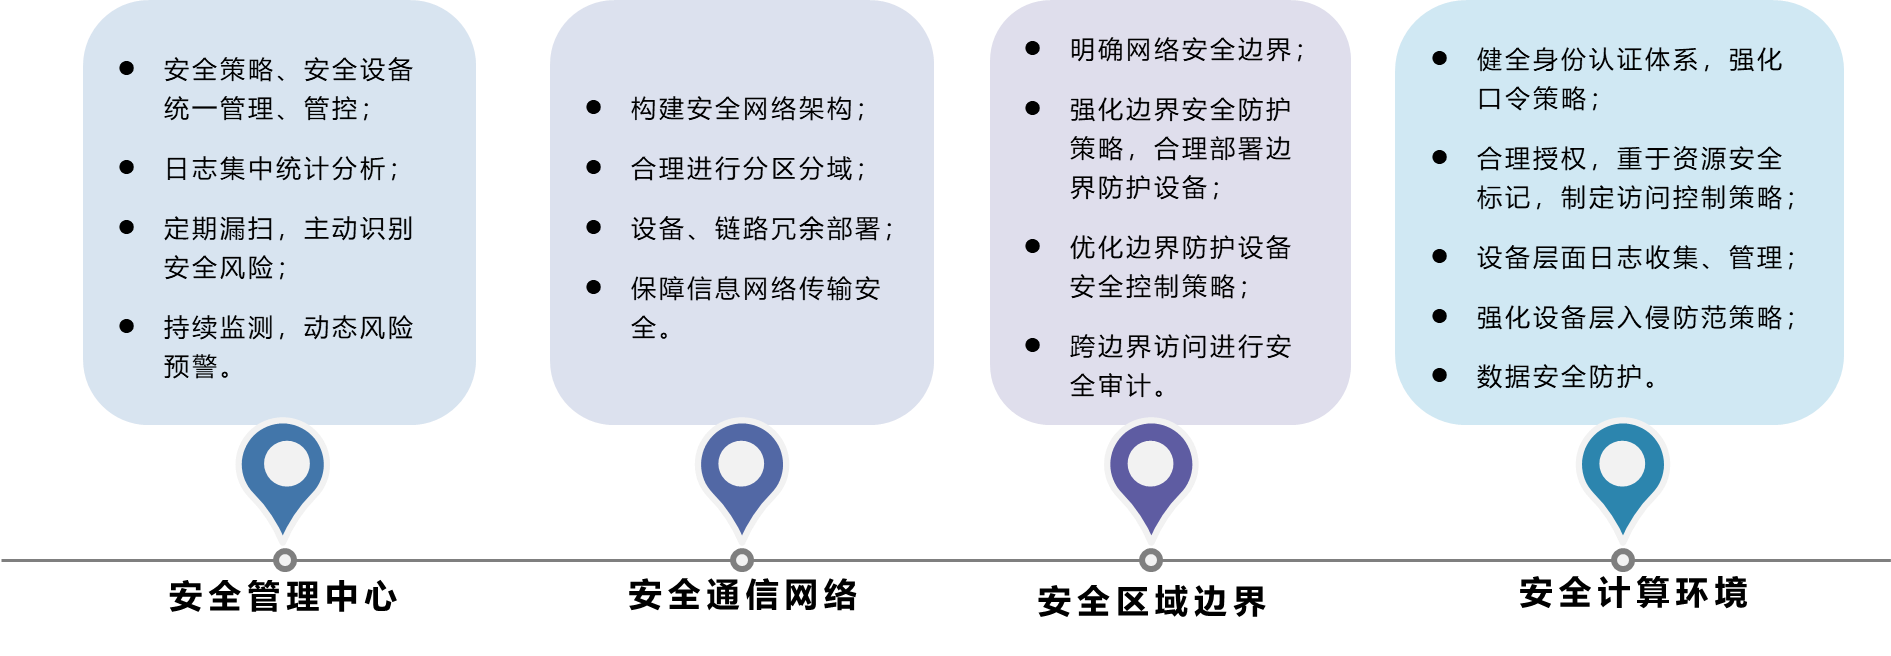 安全策略、安全设备
统一管理、管控；
日志集中统计分析；
定期漏扫，主动识别
安全风险；
持续监测，动态风险
预警。
安全管理中心
构建安全网络架构；
合理进行分区分域；
设备、链路冗余部署；
保障信息网络传输安
全。
安全通信网络
明确网络安全边界；
强化边界安全防护
策略，合理部署边
界防护设备；
优化边界防护设备
安全控制策略；
跨边界访问进行安
全审计。
安全区域边界
健全身份认证体系，强化
口令策略；
合理授权，重于资源安全
标记，制定访问控制策略；
设备层面日志收集、管理；
强化设备层入侵防范策略；
数据安全防护。
安全计算环境